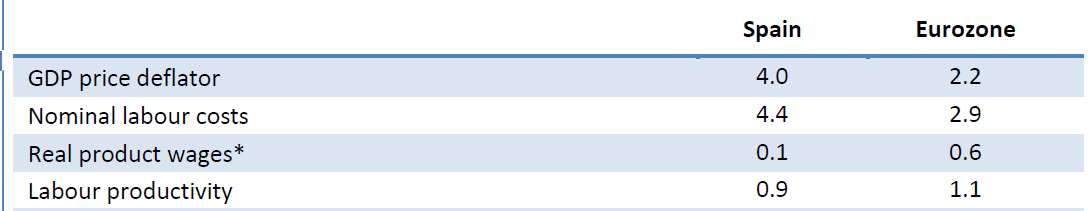 Spain Eurozone
GDP price deflator 4.0 2.2
Nominal labour costs 4.4 2.9
Real product wages* 0.1 0.6
Labour productivity 0.9 1.1